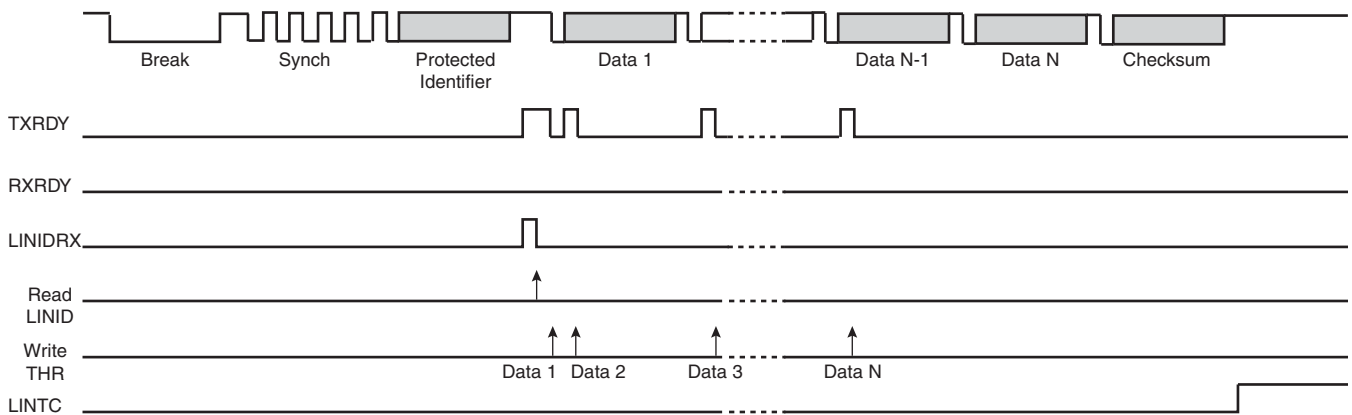 Break Synch Protected Identifier Data 1 Data N-1 Data N Checksum
TXRDY
RXRDY
LINIDRX
Read
LINID
Write
THR
Data 1 Data 2 Data 3 Data N
LINTC